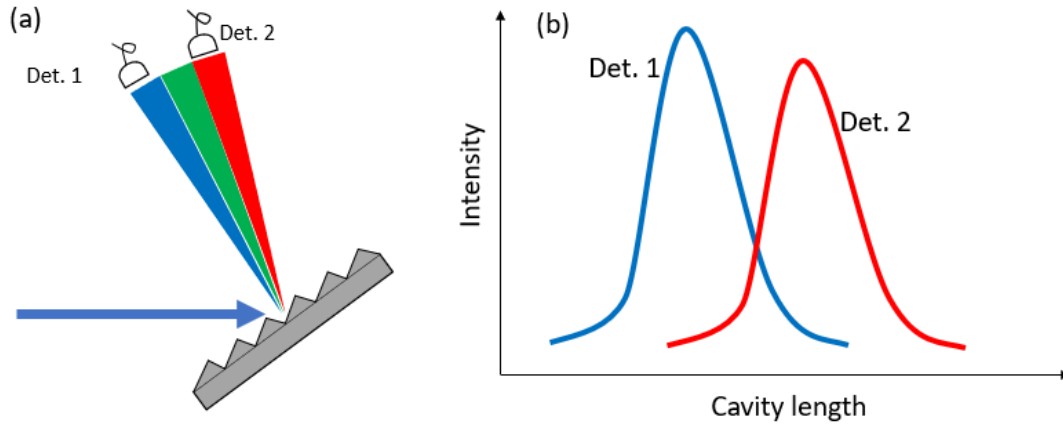 (a)
Det. 2
Det. 1
(b)
Det. 1
Det. 2
Intensity
Cavity length